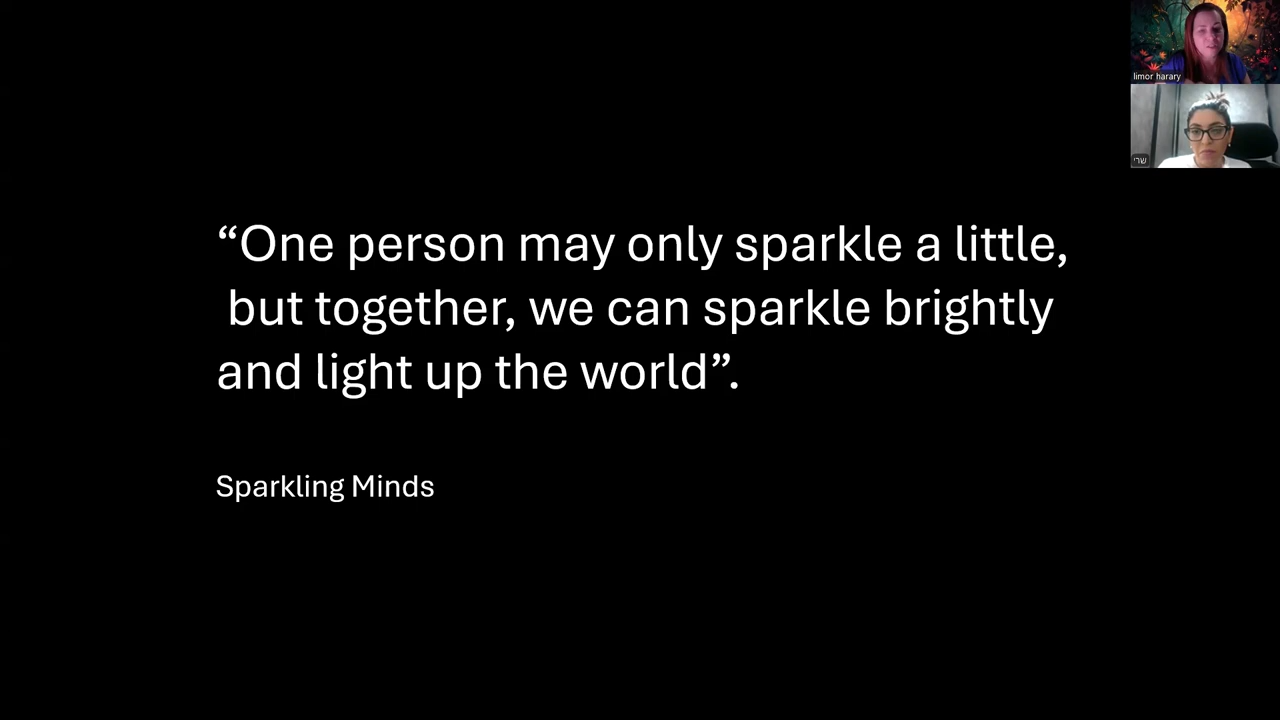 limor harary
שרי
“One person may only sparkle a little,
but together, we can sparkle brightly
and light up the world”.
Sparkling Minds